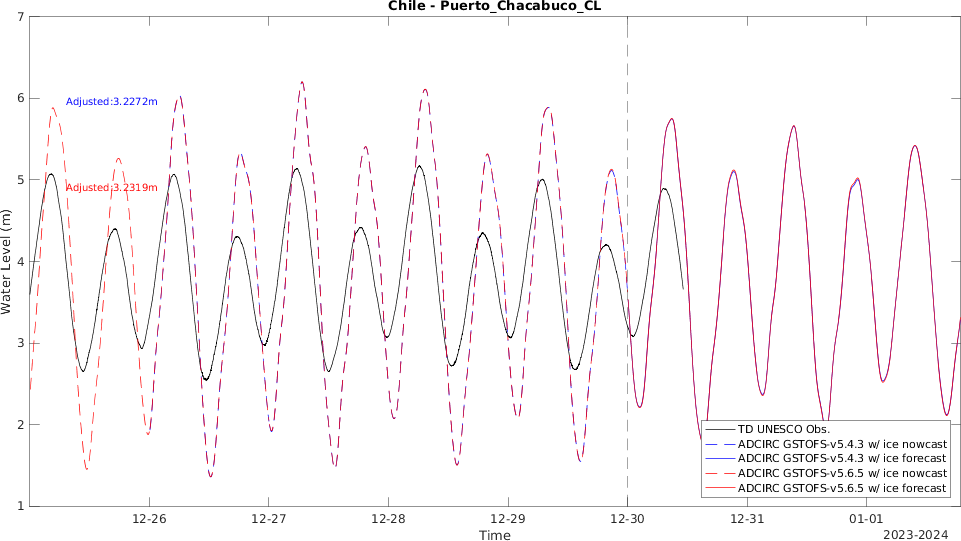 Chile - Puerto_Chacabuco_CL
7
6
5
4
3
2
1
Water Level (m)
Adjusted:3.2272m
Adjusted:3.2319m
12-26
12-27
12-28
12-29
12-30
12-31
01-01
Time
2023-2024
TD UNESCO Obs.
ADCIRC GSTOFS-v5.4.3 w/ ice nowcast
ADCIRC GSTOFS-v5.4.3 w/ ice forecast
ADCIRC GSTOFS-v5.6.5 w/ ice nowcast
ADCIRC GSTOFS-v5.6.5 w/ ice forecast